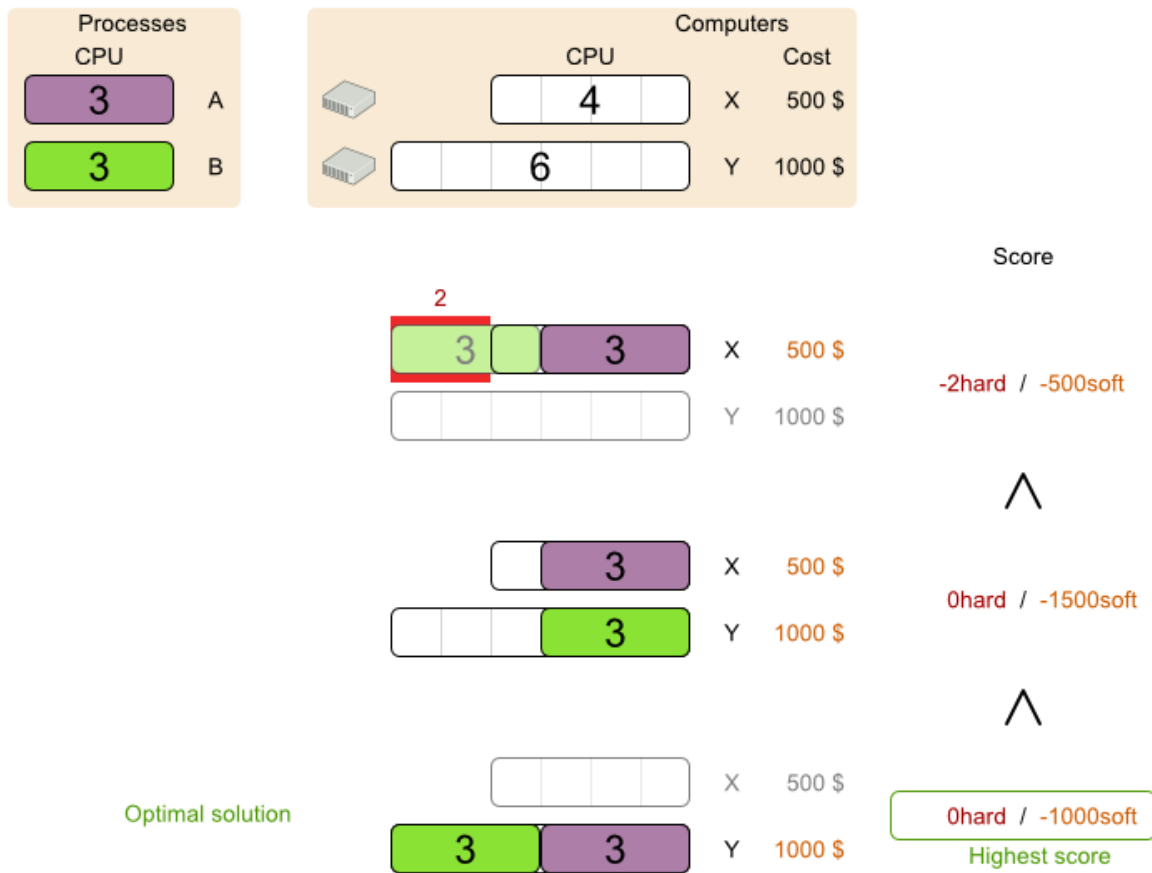 Processes
CPU
3 A
3 B
Computers
CPU Cost
4 X 500 $
6 Y 1000 $
Score
2
3 3 X 500 $
Y 1000 $
-2hard / -500soft
3 X 500 $
3 Y 1000 $
0hard / -1500soft
X 500 $
Optimal solution
0hard / -1000soft
3 3 Y 1000 $
Highest score